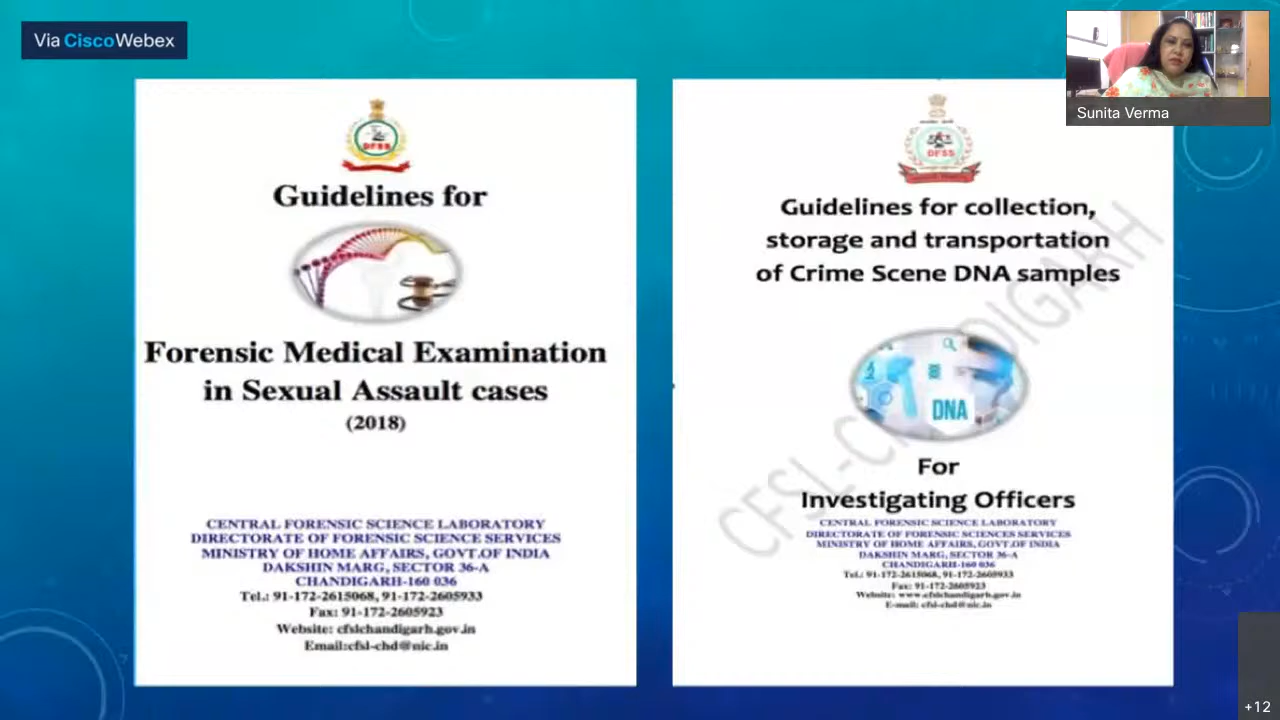 Via CiscoWebex
Sunita Verma
DFSS
Guidelines for
Forensic Medical Examination
in Sexual Assault cases
(2018)
CENTRAL FORENSIC SCIENCE LABORATORY
DIRECTORATE OF FORENSIC SCIENCE SERVICES
MINISTRY OF HOME AFFAIRS, GOVT.OF INDIA
DAKSHIN MARG, SECTOR 36-A
CHANDIGARH-160 036
Tel.: 91-172-2615068, 91-172-2605933
Fax: 91-172-2605923
Website: cfslchandigarh.gov.in
Email:cfsl-chd@nic.in
DFSS
Guidelines for collection,
storage and transportation
of Crime Scene DNA samples
DNA
CFSL-CHANDIGARH
For
Investigating Officers
CENTRAL FORENSIC SCIENCE LABORATORY
DIRECTORATE OF FORENSIC SCIENCES SERVICES
MINISTRY OF HOME AFFAIRS, GOVT.OF INDIA
DAKSHIN MARG, SECTOR 36-A
CHANDIGARH-160 036
Tel.: 91-172-2615068, 91-172-2605933
Fax: 91-172-2605923
Website: www.cfslchandigarh.gov.in
E-mail: cfsl-chd@nic.in
+12